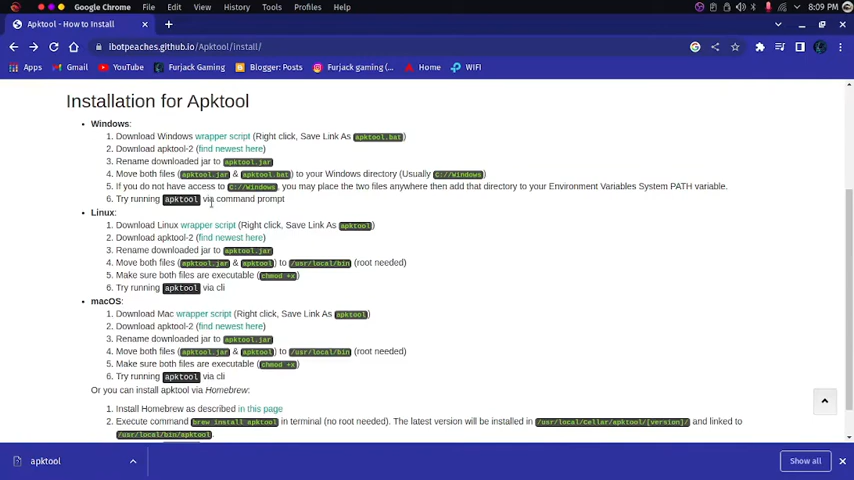 Google Chrome File Edit View History Tools Profiles Help 8:09 PM
Apktool - How to Install
ibotpeaches.github.io/Apktool/install/
Apps Gmail YouTube Furjack Gaming Blogger: Posts Furjack gaming (... Home WIFI
Installation for Apktool
• Windows:
1. Download Windows wrapper script (Right click, Save Link As apktool.bat)
2. Download apktool-2 (find newest here)
3. Rename downloaded jar to apktool.jar
4. Move both files (apktool.jar & apktool.bat) to your Windows directory (Usually C://Windows)
5. If you do not have access to C://Windows, you may place the two files anywhere then add that directory to your Environment Variables System PATH variable.
6. Try running apktool via command prompt
• Linux:
1. Download Linux wrapper script (Right click, Save Link As apktool)
2. Download apktool-2 (find newest here)
3. Rename downloaded jar to apktool.jar
4. Move both files (apktool.jar & apktool) to /usr/local/bin (root needed)
5. Make sure both files are executable (chmod +x)
6. Try running apktool via cli
• macOS:
1. Download Mac wrapper script (Right click, Save Link As apktool)
2. Download apktool-2 (find newest here)
3. Rename downloaded jar to apktool.jar
4. Move both files (apktool.jar & apktool) to /usr/local/bin (root needed)
5. Make sure both files are executable (chmod +x)
6. Try running apktool via cli
Or you can install apktool via Homebrew:
1. Install Homebrew as described in this page
2. Execute command brew install apktool in terminal (no root needed). The latest version will be installed in /usr/local/Cellar/apktool/[version]/ and linked to
/usr/local/bin/apktool.
apktool Show all